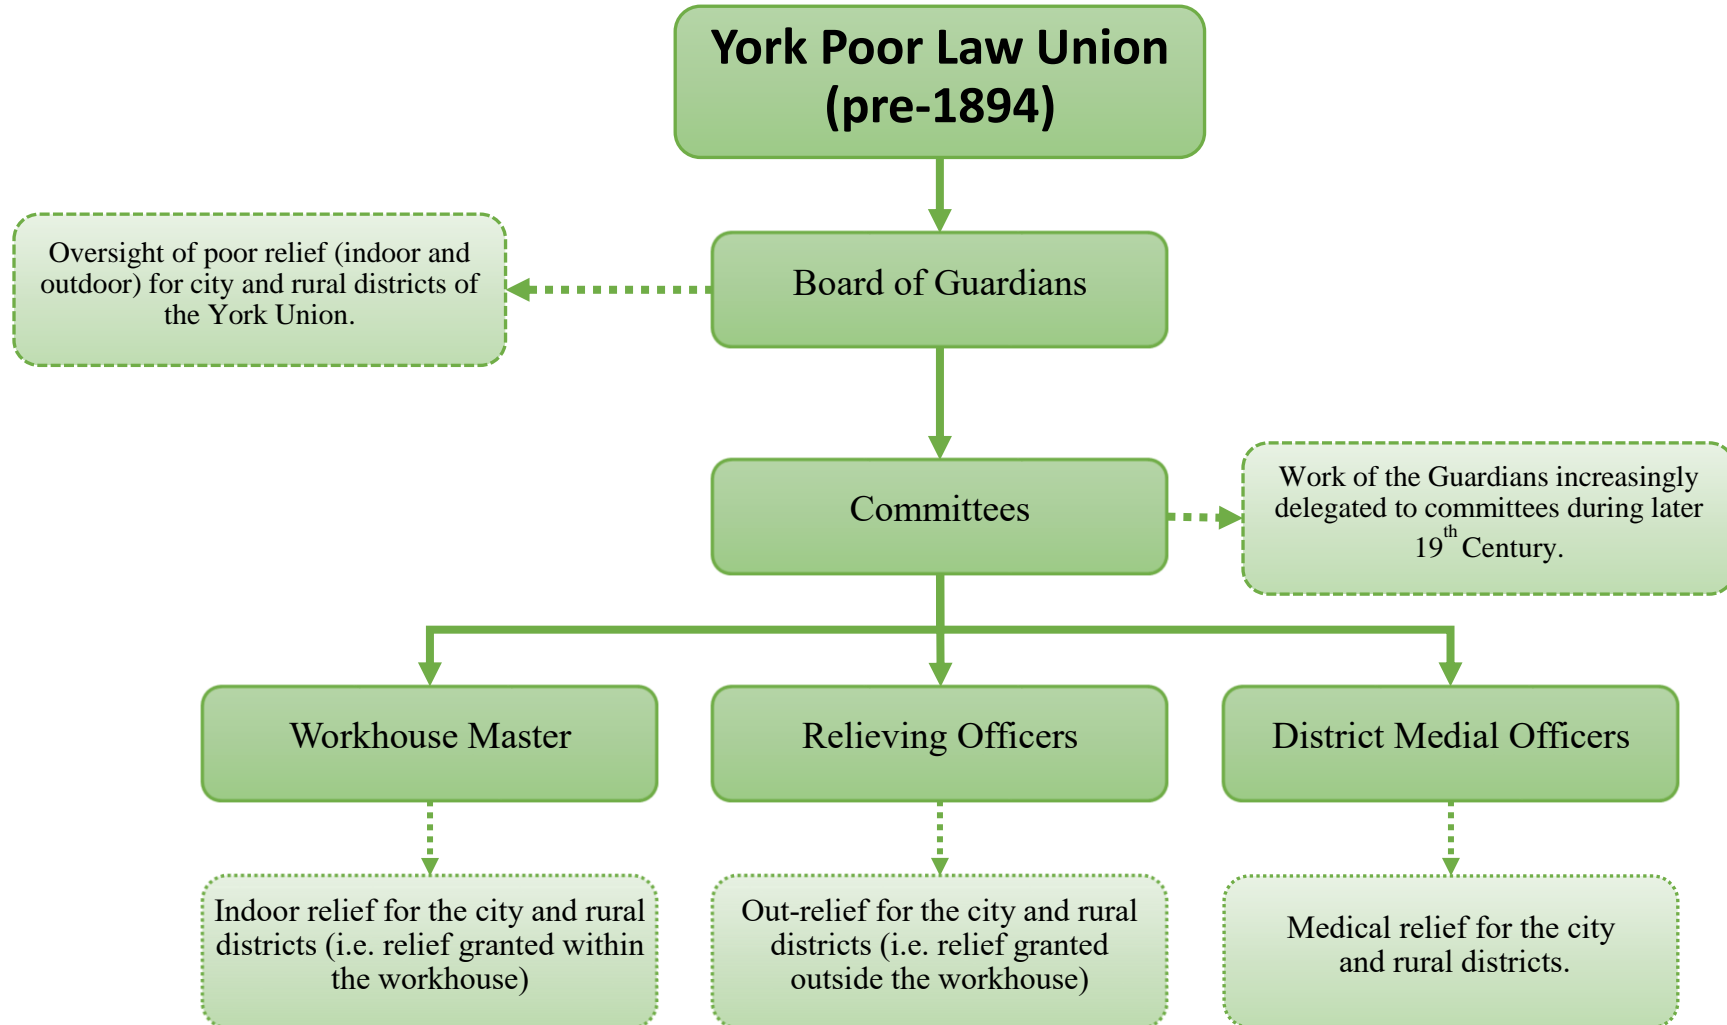 York Poor Law Union
(pre-1894)
Oversight of poor relief (indoor and
outdoor) for city and rural districts of
the York Union.
Board of Guardians
Committees
Work of the Guardians increasingly
delegated to committees during later
19th Century.
Workhouse Master
Relieving Officers
District Medial Officers
Indoor relief for the city and rural
districts (i.e. relief granted within
the workhouse)
Out-relief for the city and rural
districts (i.e. relief granted
outside the workhouse)
Medical relief for the city
and rural districts.